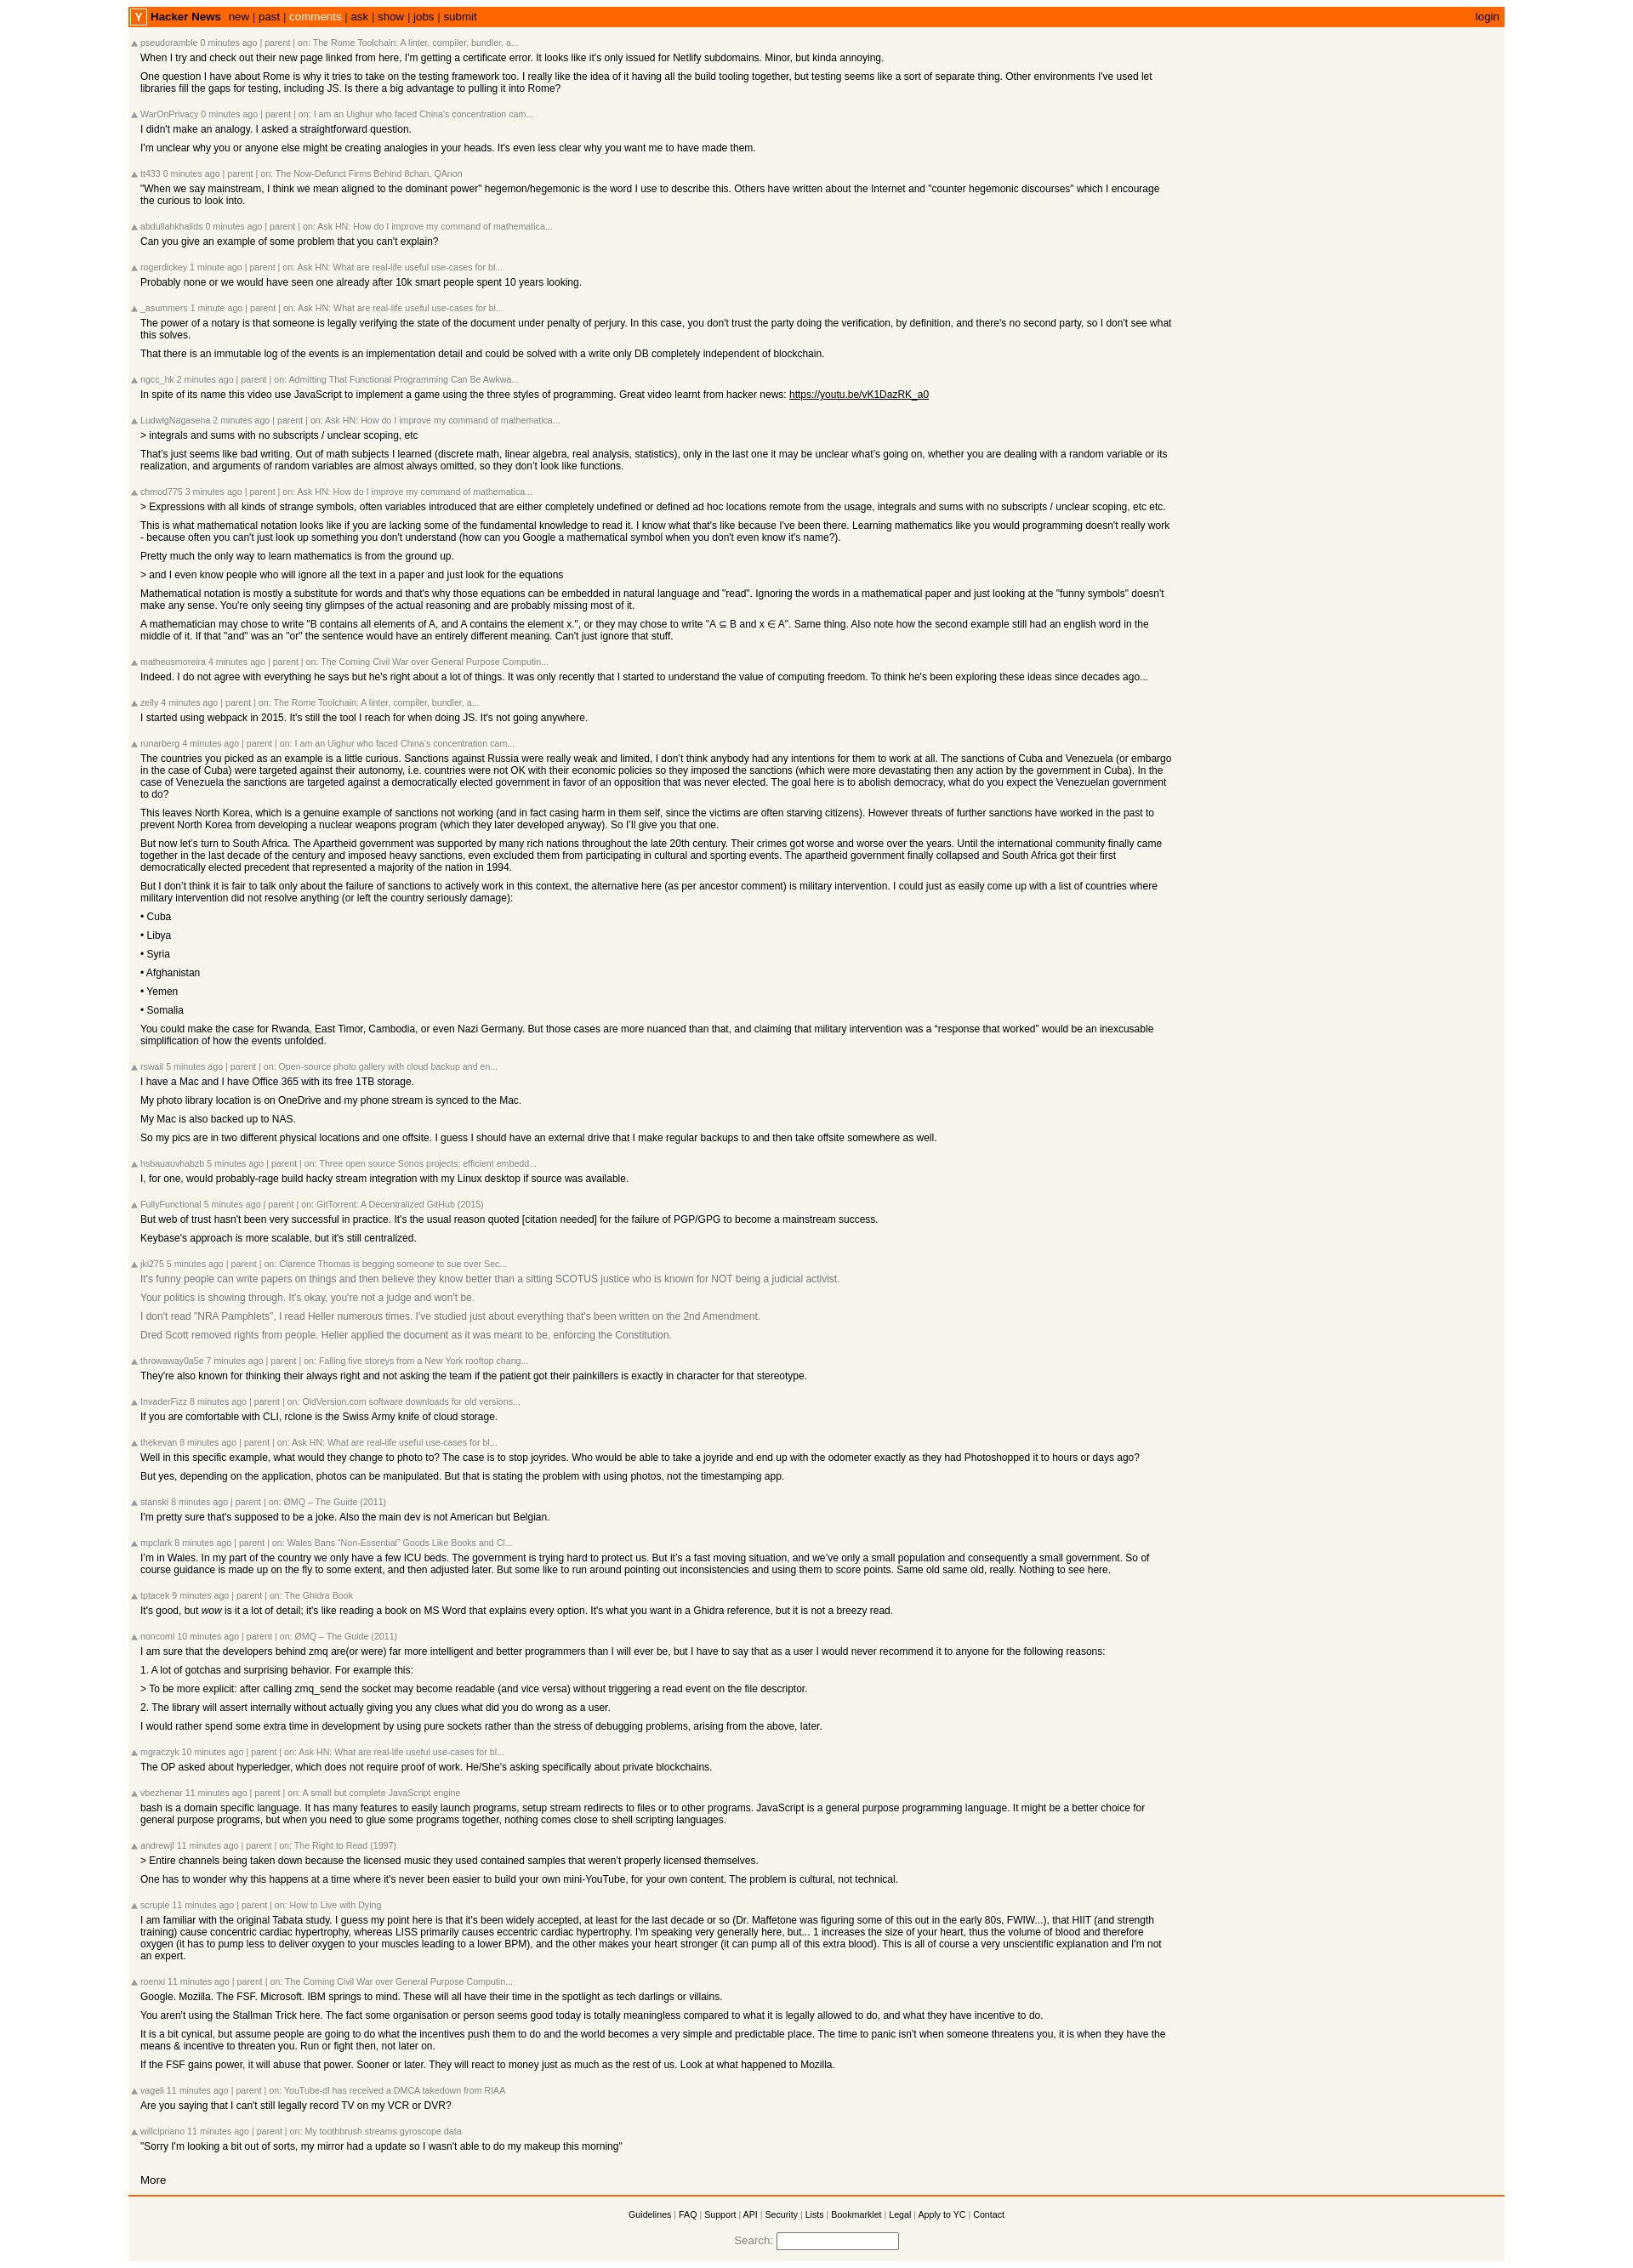 Y Hacker News new | past | comments | ask | show | jobs | submit login
pseudoramble 0 minutes ago | parent | on: The Rome Toolchain: A linter, compiler, bundler, a...
When I try and check out their new page linked from here, I'm getting a certificate error. It looks like it's only issued for Netlify subdomains. Minor, but kinda annoying.
One question I have about Rome is why it tries to take on the testing framework too. I really like the idea of it having all the build tooling together, but testing seems like a sort of separate thing. Other environments I've used let
libraries fill the gaps for testing, including JS. Is there a big advantage to pulling it into Rome?
WarOnPrivacy 0 minutes ago | parent | on: I am an Uighur who faced China's concentration cam...
I didn't make an analogy. I asked a straightforward question.
I'm unclear why you or anyone else might be creating analogies in your heads. It's even less clear why you want me to have made them.
tt433 0 minutes ago | parent | on: The Now-Defunct Firms Behind 8chan, QAnon
"When we say mainstream, I think we mean aligned to the dominant power" hegemon/hegemonic is the word I use to describe this. Others have written about the Internet and "counter hegemonic discourses" which I encourage
the curious to look into.
abdullahkhalids 0 minutes ago | parent | on: Ask HN: How do I improve my command of mathematica...
Can you give an example of some problem that you can't explain?
rogerdickey 1 minute ago | parent | on: Ask HN: What are real-life useful use-cases for bl...
Probably none or we would have seen one already after 10k smart people spent 10 years looking.
_asummers 1 minute ago | parent | on: Ask HN: What are real-life useful use-cases for bl...
The power of a notary is that someone is legally verifying the state of the document under penalty of perjury. In this case, you don't trust the party doing the verification, by definition, and there's no second party, so I don't see what
this solves.
That there is an immutable log of the events is an implementation detail and could be solved with a write only DB completely independent of blockchain.
ngcc_hk 2 minutes ago | parent | on: Admitting That Functional Programming Can Be Awkwa...
In spite of its name this video use JavaScript to implement a game using the three styles of programming. Great video learnt from hacker news: https://youtu.be/vK1DazRK_a0
LudwigNagasena 2 minutes ago | parent | on: Ask HN: How do I improve my command of mathematica...
> integrals and sums with no subscripts / unclear scoping, etc
That's just seems like bad writing. Out of math subjects I learned (discrete math, linear algebra, real analysis, statistics), only in the last one it may be unclear what's going on, whether you are dealing with a random variable or its
realization, and arguments of random variables are almost always omitted, so they don't look like functions.
chmod775 3 minutes ago | parent | on: Ask HN: How do I improve my command of mathematica...
> Expressions with all kinds of strange symbols, often variables introduced that are either completely undefined or defined ad hoc locations remote from the usage, integrals and sums with no subscripts / unclear scoping, etc etc.
This is what mathematical notation looks like if you are lacking some of the fundamental knowledge to read it. I know what that's like because I've been there. Learning mathematics like you would programming doesn't really work
- because often you can't just look up something you don't understand (how can you Google a mathematical symbol when you don't even know it's name?).
Pretty much the only way to learn mathematics is from the ground up.
> and I even know people who will ignore all the text in a paper and just look for the equations
Mathematical notation is mostly a substitute for words and that's why those equations can be embedded in natural language and "read". Ignoring the words in a mathematical paper and just looking at the "funny symbols" doesn't
make any sense. You're only seeing tiny glimpses of the actual reasoning and are probably missing most of it.
A mathematician may chose to write "B contains all elements of A, and A contains the element x.", or they may chose to write "A ⊆ B and x ∈ A". Same thing. Also note how the second example still had an english word in the
middle of it. If that "and" was an "or" the sentence would have an entirely different meaning. Can't just ignore that stuff.
matheusmoreira 4 minutes ago | parent | on: The Coming Civil War over General Purpose Computin...
Indeed. I do not agree with everything he says but he's right about a lot of things. It was only recently that I started to understand the value of computing freedom. To think he's been exploring these ideas since decades ago...
zelly 4 minutes ago | parent | on: The Rome Toolchain: A linter, compiler, bundler, a...
I started using webpack in 2015. It's still the tool I reach for when doing JS. It's not going anywhere.
runarberg 4 minutes ago | parent | on: I am an Uighur who faced China's concentration cam...
The countries you picked as an example is a little curious. Sanctions against Russia were really weak and limited, I don't think anybody had any intentions for them to work at all. The sanctions of Cuba and Venezuela (or embargo
in the case of Cuba) were targeted against their autonomy, i.e. countries were not OK with their economic policies so they imposed the sanctions (which were more devastating then any action by the government in Cuba). In the
case of Venezuela the sanctions are targeted against a democratically elected government in favor of an opposition that was never elected. The goal here is to abolish democracy, what do you expect the Venezuelan government
to do?
This leaves North Korea, which is a genuine example of sanctions not working (and in fact casing harm in them self, since the victims are often starving citizens). However threats of further sanctions have worked in the past to
prevent North Korea from developing a nuclear weapons program (which they later developed anyway). So I'll give you that one.
But now let's turn to South Africa. The Apartheid government was supported by many rich nations throughout the late 20th century. Their crimes got worse and worse over the years. Until the international community finally came
together in the last decade of the century and imposed heavy sanctions, even excluded them from participating in cultural and sporting events. The apartheid government finally collapsed and South Africa got their first
democratically elected precedent that represented a majority of the nation in 1994.
But I don't think it is fair to talk only about the failure of sanctions to actively work in this context, the alternative here (as per ancestor comment) is military intervention. I could just as easily come up with a list of countries where
military intervention did not resolve anything (or left the country seriously damage):
• Cuba
• Libya
• Syria
• Afghanistan
• Yemen
• Somalia
You could make the case for Rwanda, East Timor, Cambodia, or even Nazi Germany. But those cases are more nuanced than that, and claiming that military intervention was a “response that worked” would be an inexcusable
simplification of how the events unfolded.
rswail 5 minutes ago | parent | on: Open-source photo gallery with cloud backup and en...
I have a Mac and I have Office 365 with its free 1TB storage.
My photo library location is on OneDrive and my phone stream is synced to the Mac.
My Mac is also backed up to NAS.
So my pics are in two different physical locations and one offsite. I guess I should have an external drive that I make regular backups to and then take offsite somewhere as well.
hsbauauvhabzb 5 minutes ago | parent | on: Three open source Sonos projects: efficient embedd...
I, for one, would probably-rage build hacky stream integration with my Linux desktop if source was available.
FullyFunctional 5 minutes ago | parent | on: GitTorrent: A Decentralized GitHub (2015)
But web of trust hasn't been very successful in practice. It's the usual reason quoted [citation needed] for the failure of PGP/GPG to become a mainstream success.
Keybase's approach is more scalable, but it's still centralized.
jki275 5 minutes ago | parent | on: Clarence Thomas is begging someone to sue over Sec...
It's funny people can write papers on things and then believe they know better than a sitting SCOTUS justice who is known for NOT being a judicial activist.
Your politics is showing through. It's okay, you're not a judge and won't be.
I don't read "NRA Pamphlets", I read Heller numerous times. I've studied just about everything that's been written on the 2nd Amendment.
Dred Scott removed rights from people. Heller applied the document as it was meant to be, enforcing the Constitution.
throwaway0a5e 7 minutes ago | parent | on: Falling five storeys from a New York rooftop chang...
They're also known for thinking their always right and not asking the team if the patient got their painkillers is exactly in character for that stereotype.
InvaderFizz 8 minutes ago | parent | on: OldVersion.com software downloads for old versions...
If you are comfortable with CLI, rclone is the Swiss Army knife of cloud storage.
thekevan 8 minutes ago | parent | on: Ask HN: What are real-life useful use-cases for bl...
Well in this specific example, what would they change to photo to? The case is to stop joyrides. Who would be able to take a joyride and end up with the odometer exactly as they had Photoshopped it to hours or days ago?
But yes, depending on the application, photos can be manipulated. But that is stating the problem with using photos, not the timestamping app.
stanski 8 minutes ago | parent | on: ØMQ – The Guide (2011)
I'm pretty sure that's supposed to be a joke. Also the main dev is not American but Belgian.
mpclark 8 minutes ago | parent | on: Wales Bans “Non-Essential” Goods Like Books and Cl...
I'm in Wales. In my part of the country we only have a few ICU beds. The government is trying hard to protect us. But it's a fast moving situation, and we've only a small population and consequently a small government. So of
course guidance is made up on the fly to some extent, and then adjusted later. But some like to run around pointing out inconsistencies and using them to score points. Same old same old, really. Nothing to see here.
tptacek 9 minutes ago | parent | on: The Ghidra Book
It's good, but wow is it a lot of detail; it's like reading a book on MS Word that explains every option. It's what you want in a Ghidra reference, but it is not a breezy read.
noncoml 10 minutes ago | parent | on: ØMQ – The Guide (2011)
I am sure that the developers behind zmq are(or were) far more intelligent and better programmers than I will ever be, but I have to say that as a user I would never recommend it to anyone for the following reasons:
1. A lot of gotchas and surprising behavior. For example this:
> To be more explicit: after calling zmq_send the socket may become readable (and vice versa) without triggering a read event on the file descriptor.
2. The library will assert internally without actually giving you any clues what did you do wrong as a user.
I would rather spend some extra time in development by using pure sockets rather than the stress of debugging problems, arising from the above, later.
mgraczyk 10 minutes ago | parent | on: Ask HN: What are real-life useful use-cases for bl...
The OP asked about hyperledger, which does not require proof of work. He/She's asking specifically about private blockchains.
vbezhenar 11 minutes ago | parent | on: A small but complete JavaScript engine
bash is a domain specific language. It has many features to easily launch programs, setup stream redirects to files or to other programs. JavaScript is a general purpose programming language. It might be a better choice for
general purpose programs, but when you need to glue some programs together, nothing comes close to shell scripting languages.
andrewjl 11 minutes ago | parent | on: The Right to Read (1997)
> Entire channels being taken down because the licensed music they used contained samples that weren't properly licensed themselves.
One has to wonder why this happens at a time where it's never been easier to build your own mini-YouTube, for your own content. The problem is cultural, not technical.
scruple 11 minutes ago | parent | on: How to Live with Dying
I am familiar with the original Tabata study. I guess my point here is that it's been widely accepted, at least for the last decade or so (Dr. Maffetone was figuring some of this out in the early 80s, FWIW...), that HIIT (and strength
training) cause concentric cardiac hypertrophy, whereas LISS primarily causes eccentric cardiac hypertrophy. I'm speaking very generally here, but... 1 increases the size of your heart, thus the volume of blood and therefore
oxygen (it has to pump less to deliver oxygen to your muscles leading to a lower BPM), and the other makes your heart stronger (it can pump all of this extra blood). This is all of course a very unscientific explanation and I'm not
an expert.
roenxi 11 minutes ago | parent | on: The Coming Civil War over General Purpose Computin...
Google. Mozilla. The FSF. Microsoft. IBM springs to mind. These will all have their time in the spotlight as tech darlings or villains.
You aren't using the Stallman Trick here. The fact some organisation or person seems good today is totally meaningless compared to what it is legally allowed to do, and what they have incentive to do.
It is a bit cynical, but assume people are going to do what the incentives push them to do and the world becomes a very simple and predictable place. The time to panic isn't when someone threatens you, it is when they have the
means & incentive to threaten you. Run or fight then, not later on.
If the FSF gains power, it will abuse that power. Sooner or later. They will react to money just as much as the rest of us. Look at what happened to Mozilla.
vageli 11 minutes ago | parent | on: YouTube-dl has received a DMCA takedown from RIAA
Are you saying that I can't still legally record TV on my VCR or DVR?
willcipriano 11 minutes ago | parent | on: My toothbrush streams gyroscope data
"Sorry I'm looking a bit out of sorts, my mirror had a update so I wasn't able to do my makeup this morning"
More
Guidelines | FAQ | Support | API | Security | Lists | Bookmarklet | Legal | Apply to YC | Contact
Search: